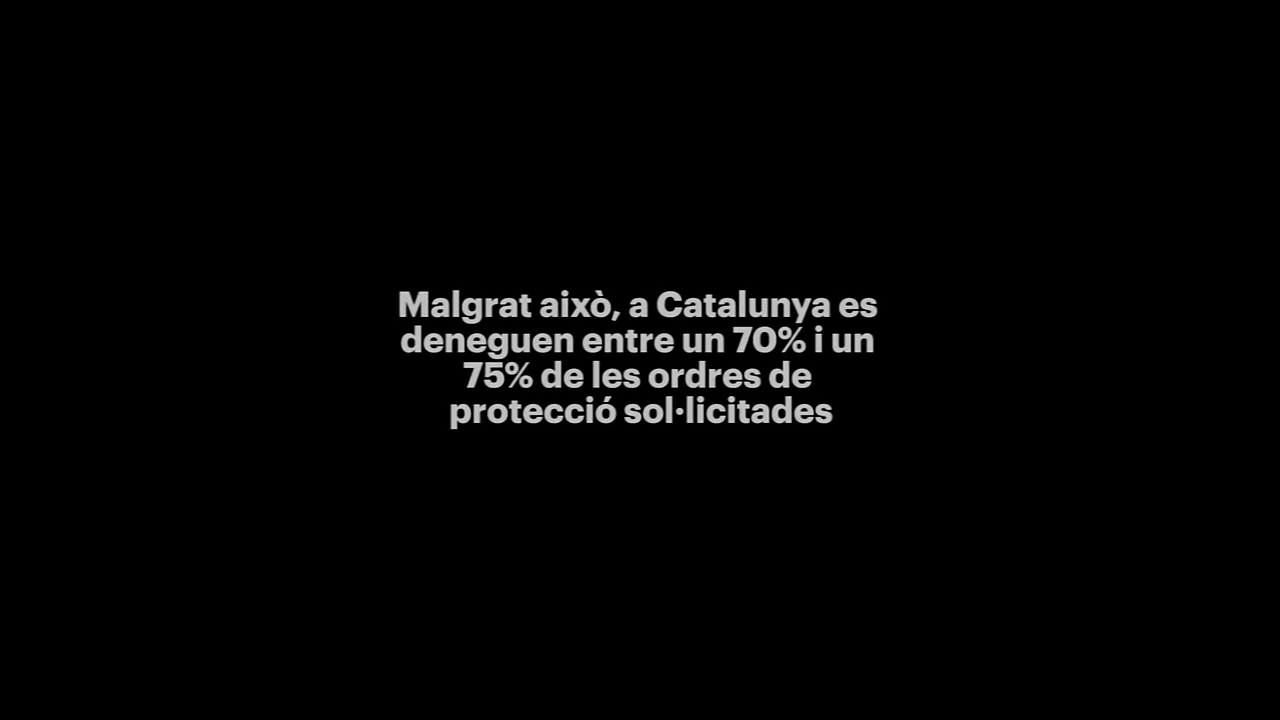 Malgrat això, a Catalunya es
deneguen entre un 70% i un
75% de les ordres de
protecció sol·licitades